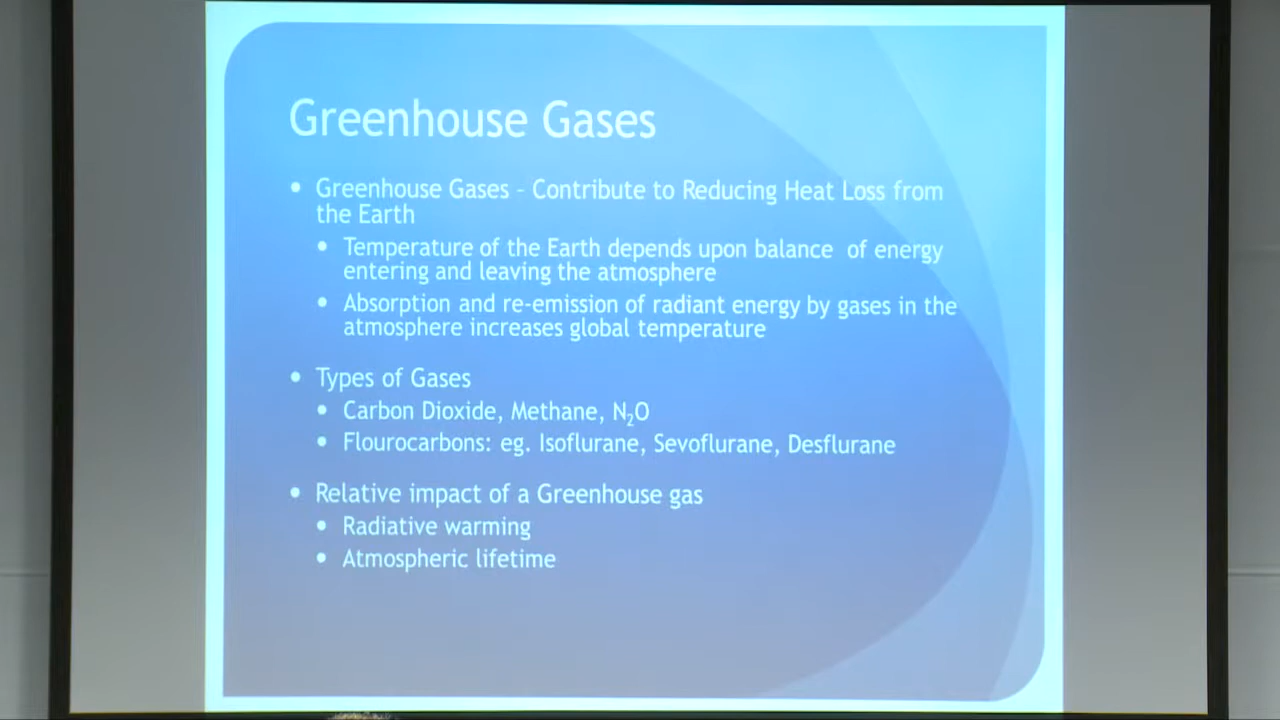 Greenhouse Gases
• Greenhouse Gases – Contribute to Reducing Heat Loss from
the Earth
• Temperature of the Earth depends upon balance of energy
entering and leaving the atmosphere
• Absorption and re-emission of radiant energy by gases in the
atmosphere increases global temperature
• Types of Gases
• Carbon Dioxide, Methane, N₂O
• Flourocarbons: eg. Isoflurane, Sevoflurane, Desflurane
• Relative impact of a Greenhouse gas
• Radiative warming
• Atmospheric lifetime